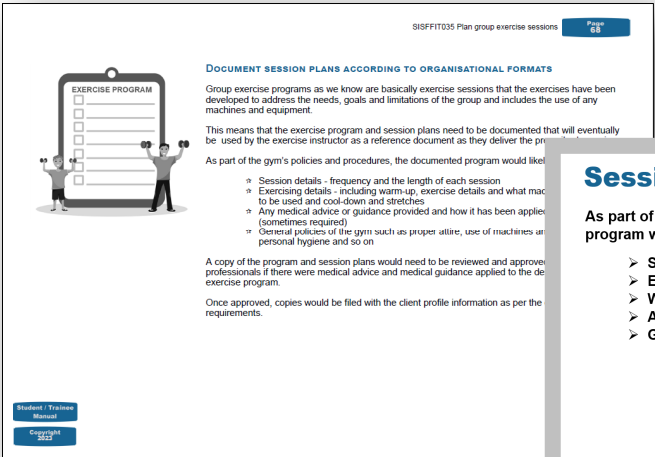 SISFFIT035 Plan group exercise sessions
Page
68
DOCUMENT SESSION PLANS ACCORDING TO ORGANISATIONAL FORMATS
EXERCISE PROGRAM
Group exercise programs as we know are basically exercise sessions that the exercises have been
developed to address the needs, goals and limitations of the group and includes the use of any
machines and equipment.
This means that the exercise program and session plans need to be documented that will eventually
be used by the exercise instructor as a reference document as they deliver the
As part of the gym's policies and procedures, the documented program would likel
☆ Session details - frequency and the length of each session
☆ Exercising details - including warm-up, exercise details and what mac
to be used and cool-down and stretches
☆ Any medical advice or guidance provided and how it has been applie
(sometimes required)
☆ General policies of the gym such as proper attire, use of machines an
personal hygiene and so on
A copy of the program and session plans would need to be reviewed and approve
professionals if there were medical advice and medical guidance applied to the de
exercise program.
Once approved, copies would be filed with the client profile information as per the
requirements.
Student / Trainee
Manual
Copyright
2023
Sessi
As part of
program w
➢ S
➢ E
➢ W
➢ A
➢ G